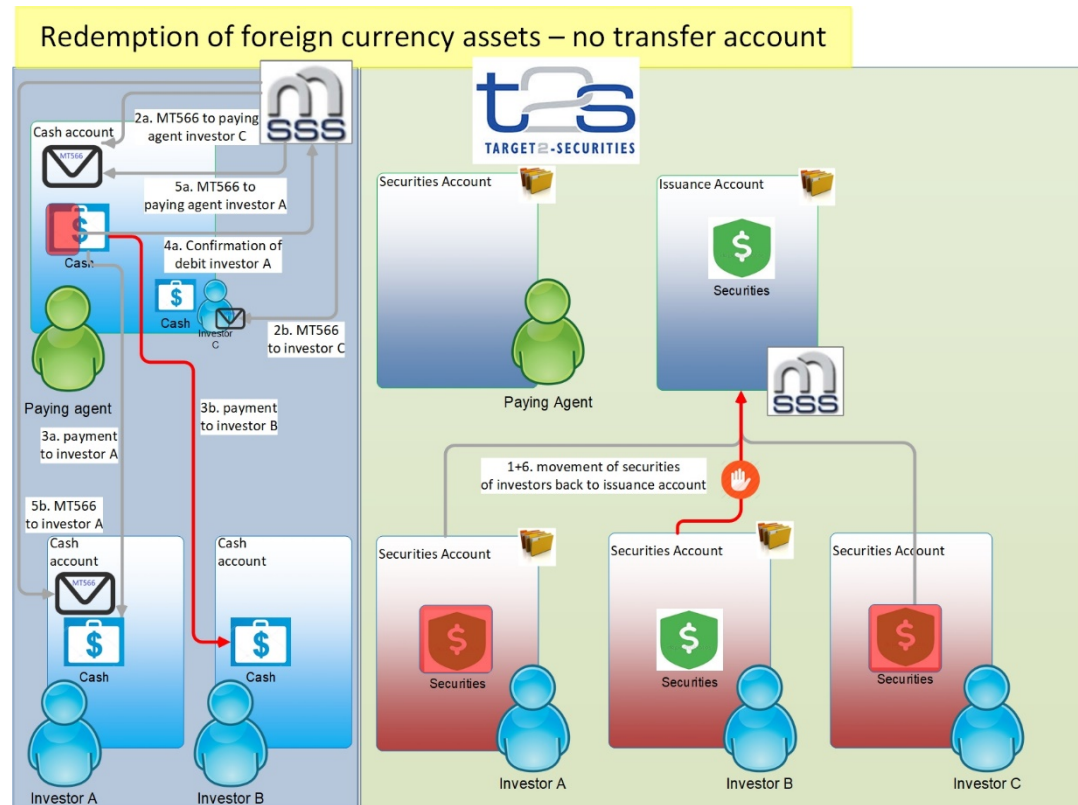 Redemption of foreign currency assets – no transfer account
sss
2a. MT566 to paying
agent investor C
Cash account
MT566
5a. MT566 to
paying agent investor A
4a. Confirmation of
debit investor A
Cash
Cash
Investor
C
2b. MT566
to investor C
Paying agent
3a. payment
to investor A
3b. payment
to investor B
5b. MT566
to investor A
Cash
account
MT566
Cash
Investor A
Cash
account
Cash
Investor B
t2s
TARGET2-SECURITIES
Securities Account
Paying Agent
Issuance Account
Securities
sss
1+6. movement of securities
of investors back to issuance account
Securities Account
Securities
Investor A
Securities Account
Securities
Investor B
Securities Account
Securities
Investor C